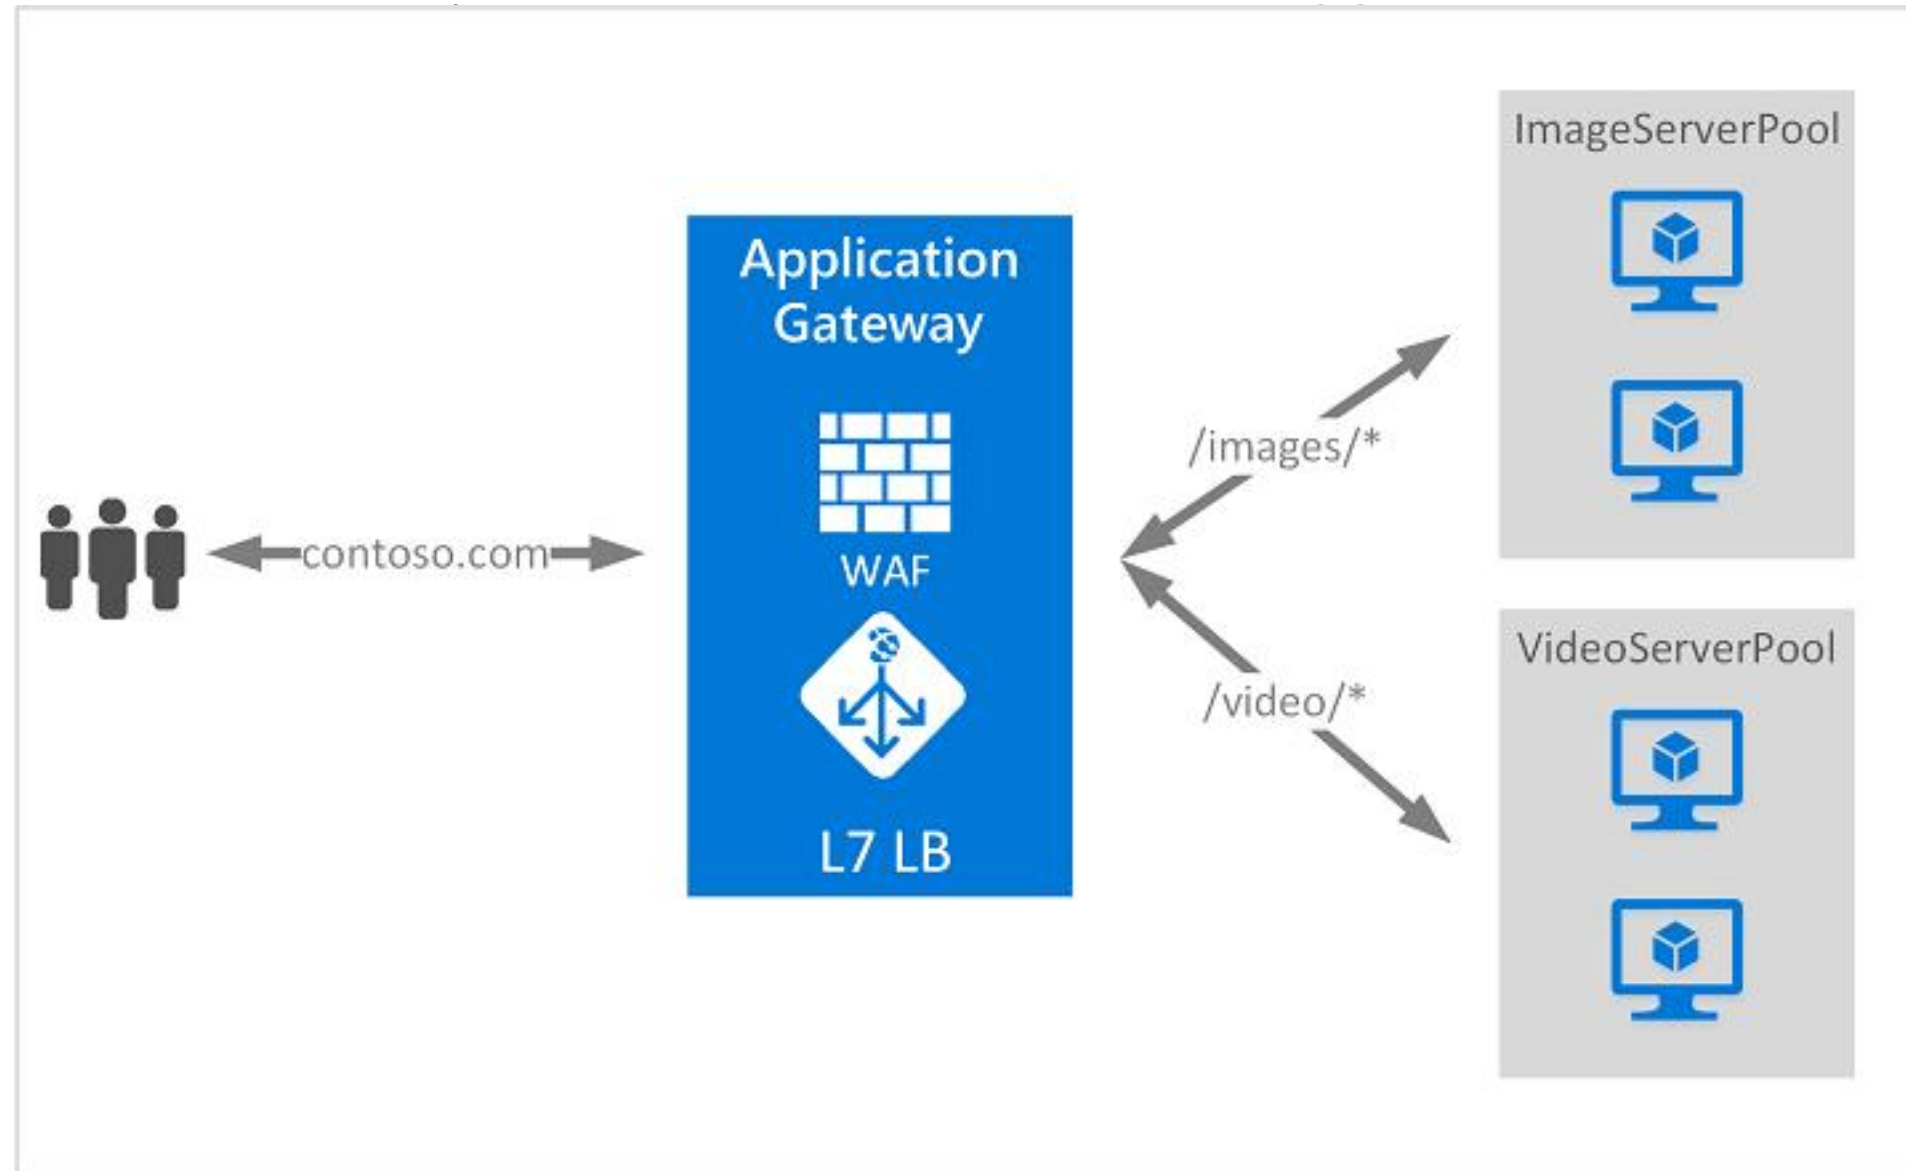 ImageServerPool
Application
Gateway
/images/*
contoso.com
WAF
VideoServerPool
/video/*
L7 LB